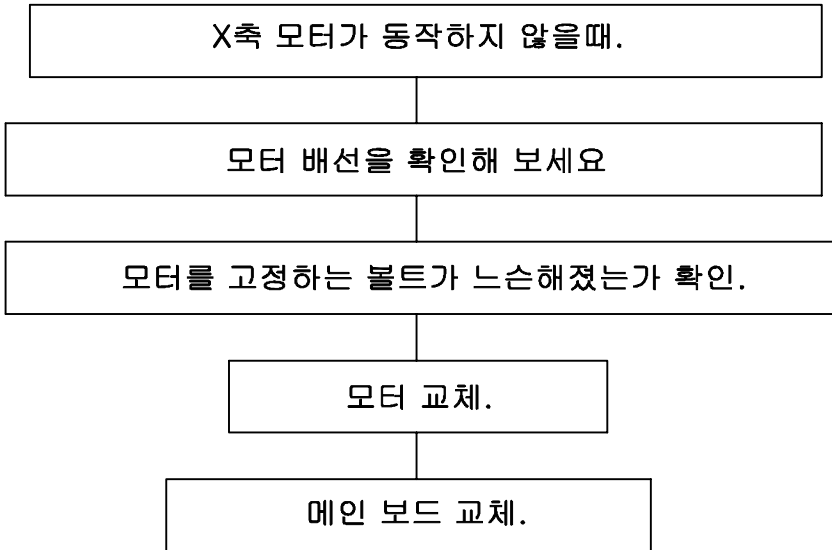 X축 모터가 동작하지 않을때.
모터 배선을 확인해 보세요
모터를 고정하는 볼트가 느슨해졌는가 확인.
모터 교체.
메인 보드 교체.